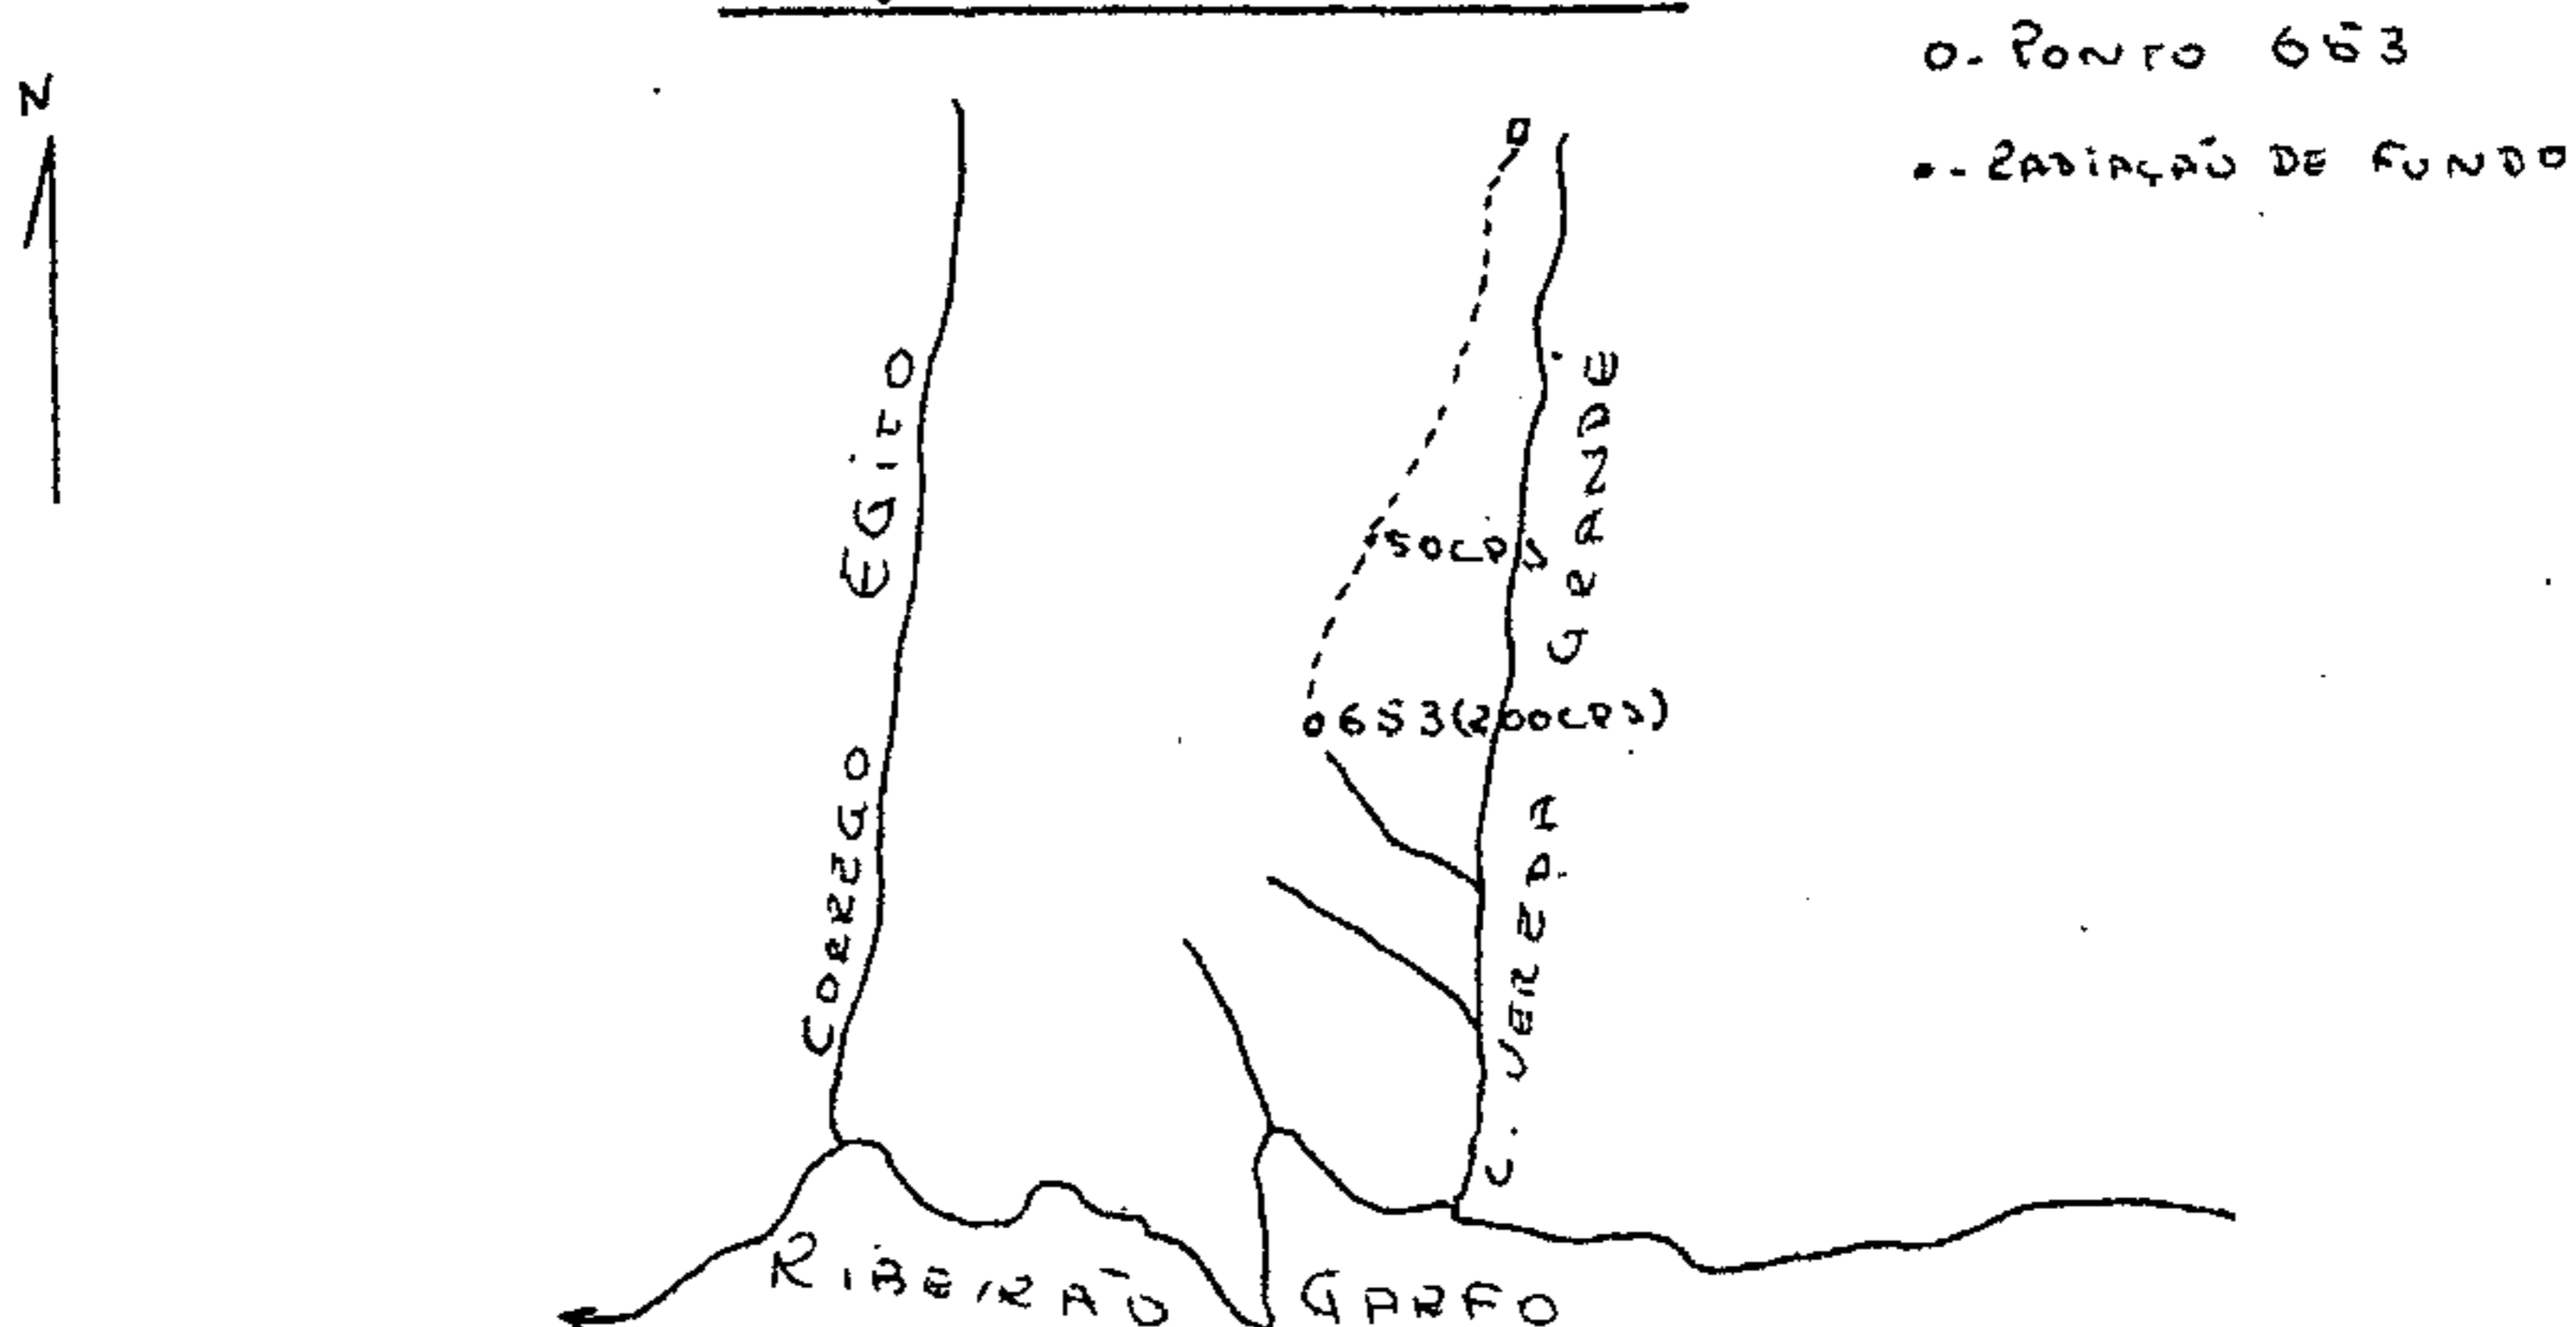 N
o - PONTO 653
• - RADIAÇÃO DE FUNDO
CORREGO EGITO
50CPS
653(200CPS)
C. VEREDA GRANDE
RIBEIRÃO GARFO